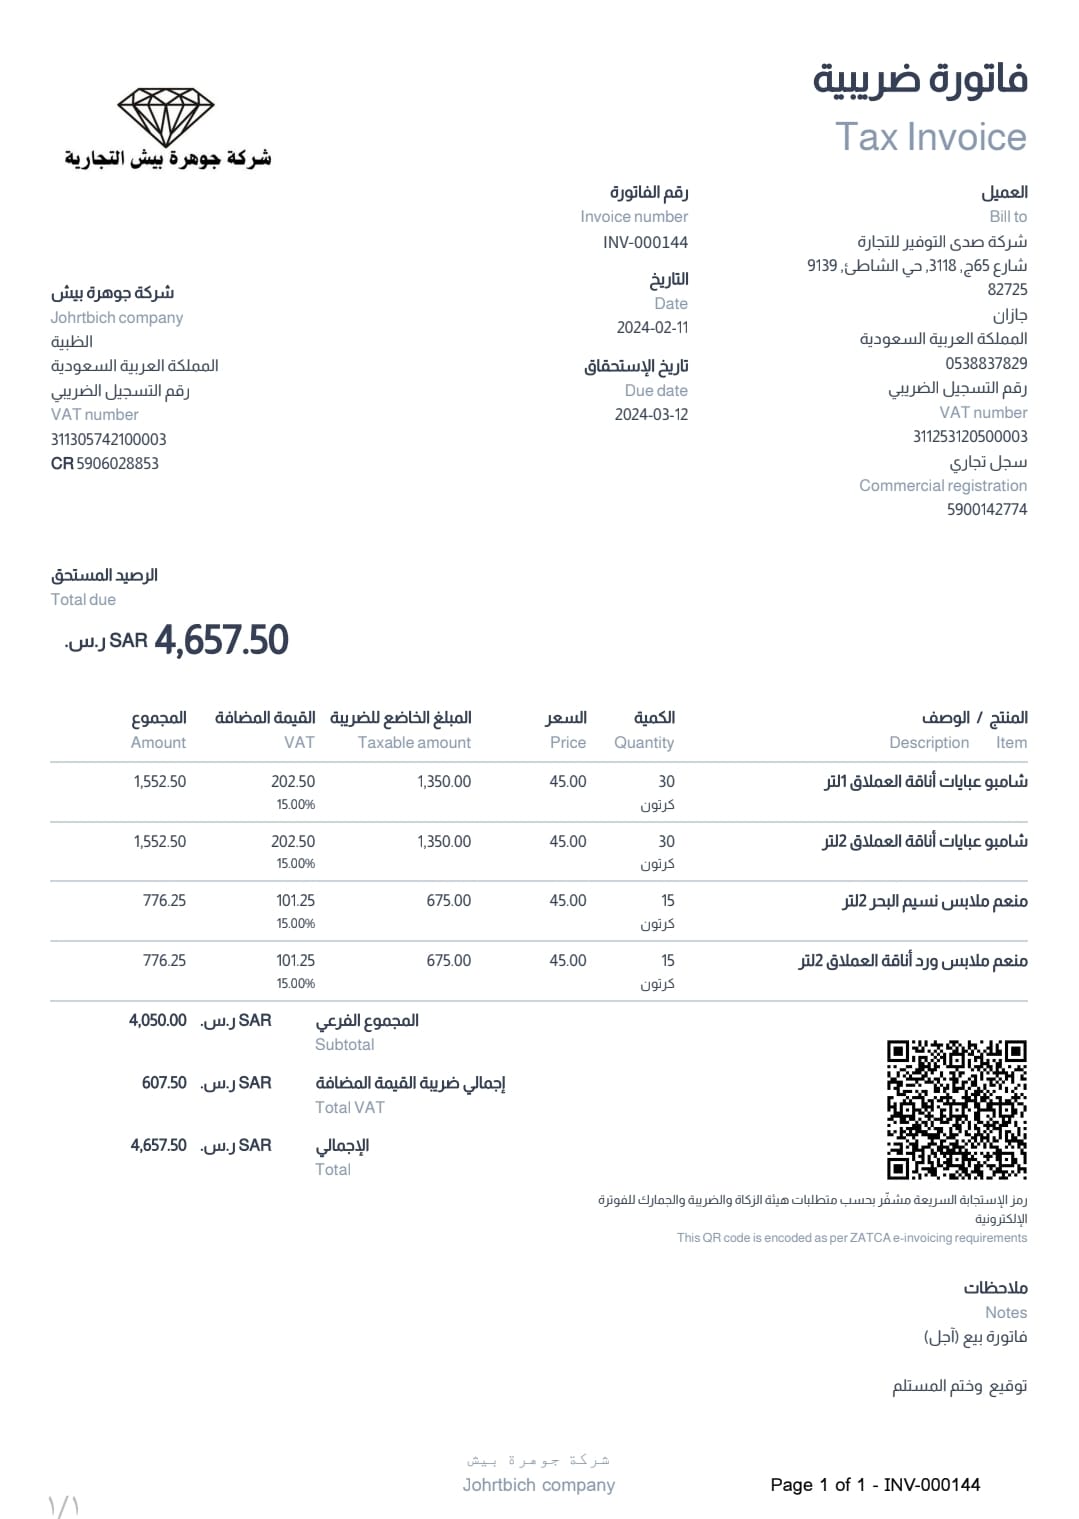 فاتورة ضريبية
Tax Invoice
شركة جوهرة بيش التجارية
العميل
Bill to
شركة صدى التوفير للتجارة
شارع 65ج, 3118, حي الشاطئ, 9139
82725
جازان
المملكة العربية السعودية
0538837829
رقم التسجيل الضريبي
VAT number
311253120500003
سجل تجاري
Commercial registration
5900142774
رقم الفاتورة
Invoice number
INV-000144
التاريخ
Date
2024-02-11
تاريخ الإستحقاق
Due date
2024-03-12
شركة جوهرة بيش
Johrtbich company
الظبية
المملكة العربية السعودية
رقم التسجيل الضريبي
VAT number
311305742100003
CR 5906028853
الرصيد المستحق
Total due
4,657.50 SAR ر.س.
المنتج / الوصف الكمية السعر المبلغ الخاضع للضريبة القيمة المضافة المجموع
Item Description Quantity Price Taxable amount VAT Amount
شامبو عبايات أناقة العملاق 1لتر 30 45.00 1,350.00 202.50 1,552.50
كرتون 15.00%
شامبو عبايات أناقة العملاق 2لتر 30 45.00 1,350.00 202.50 1,552.50
كرتون 15.00%
منعم ملابس نسيم البحر 2لتر 15 45.00 675.00 101.25 776.25
كرتون 15.00%
منعم ملابس ورد أناقة العملاق 2لتر 15 45.00 675.00 101.25 776.25
كرتون 15.00%
المجموع الفرعي SAR ر.س. 4,050.00
Subtotal
إجمالي ضريبة القيمة المضافة SAR ر.س. 607.50
Total VAT
الإجمالي SAR ر.س. 4,657.50
Total
رمز الإستجابة السريعة مشفّر بحسب متطلبات هيئة الزكاة والضريبة والجمارك للفوترة
الإلكترونية
This QR code is encoded as per ZATCA e-invoicing requirements
ملاحظات
Notes
فاتورة بيع (آجل)
توقيع وختم المستلم
شركة جوهرة بيش
Johrtbich company
Page 1 of 1 - INV-000144
١/١